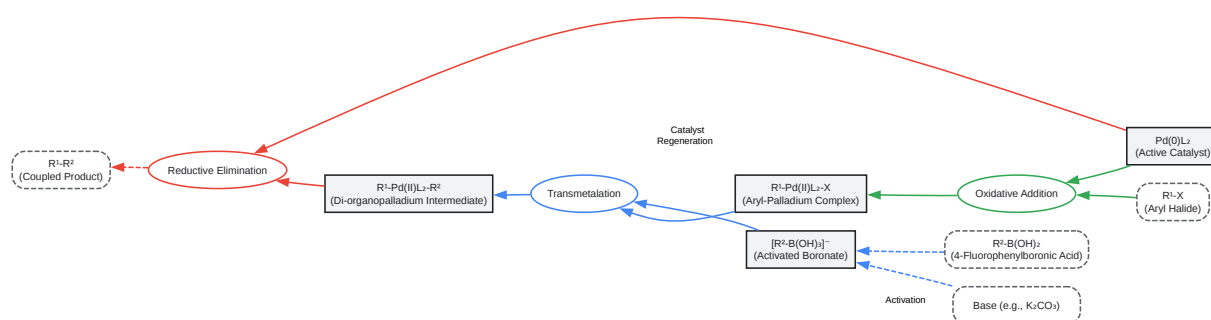 Catalyst
Regeneration
Pd(0)L₂
(Active Catalyst)
R¹-R²
(Coupled Product)
Reductive Elimination
R¹-Pd(II)L₂-R²
(Di-organopalladium Intermediate)
Transmetalation
R¹-Pd(II)L₂-X
(Aryl-Palladium Complex)
Oxidative Addition
R¹-X
(Aryl Halide)
[R²-B(OH)₃]⁻
(Activated Boronate)
R²-B(OH)₂
(4-Fluorophenylboronic Acid)
Activation
Base (e.g., K₂CO₃)